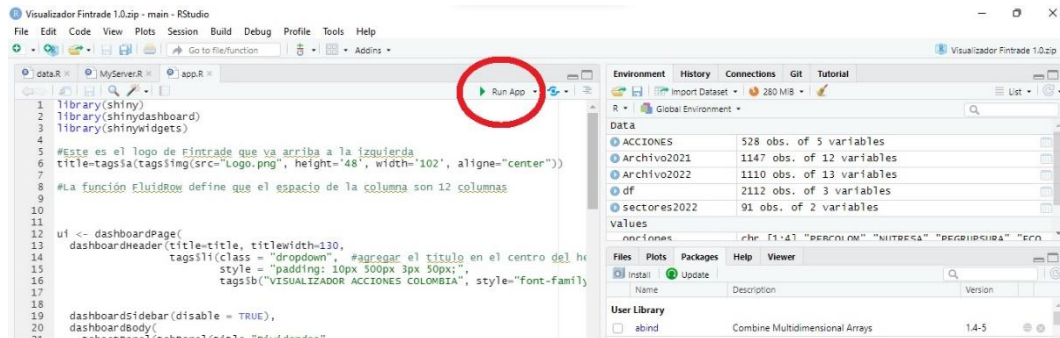 Visualizador Fintrade 1.0.zip - main - RStudio
File Edit Code View Plots Session Build Debug Profile Tools Help
Go to file/function
Addins
Visualizador Fintrade 1.0.zip
data.R
MyServer.R
app.R
Run App
1 library(shiny)
2 library(shinydashboard)
3 library(shinyWidgets)
4
5 #Este es el logo de Fintrade que va arriba a la izquierda
6 title=tags$a(tags$img(src="Logo.png", height='48', width='102', aligne="center"))
7
8 #La función FluidRow define que el espacio de la columna son 12 columnas
9
10
11
12 ui <- dashboardPage(
13 dashboardHeader(title=title, titlewidth=130,
14 tags$li(class = "dropdown", #agregar el titulo en el centro del he
15 style = "padding: 10px 500px 3px 50px;",
16 tags$b("VISUALIZADOR ACCIONES COLOMBIA", style="font-family
17
18
19 dashboardSidebar(disable = TRUE),
20 dashboardBody(
Environment History Connections Git Tutorial
Import Dataset
280 MiB
List
R
Global Environment
Data
ACCIONES 528 obs. of 5 variables
Archivo2021 1147 obs. of 12 variables
Archivo2022 1110 obs. of 13 variables
df 2112 obs. of 3 variables
sectores2022 91 obs. of 2 variables
values
opciones chr [1:4] "PFBCOLOM" "NUTRESA" "PFGRUPSURA" "ECO
Files Plots Packages Help Viewer
Install Update
Name Description Version
User Library
abind Combine Multidimensional Arrays 1.4-5